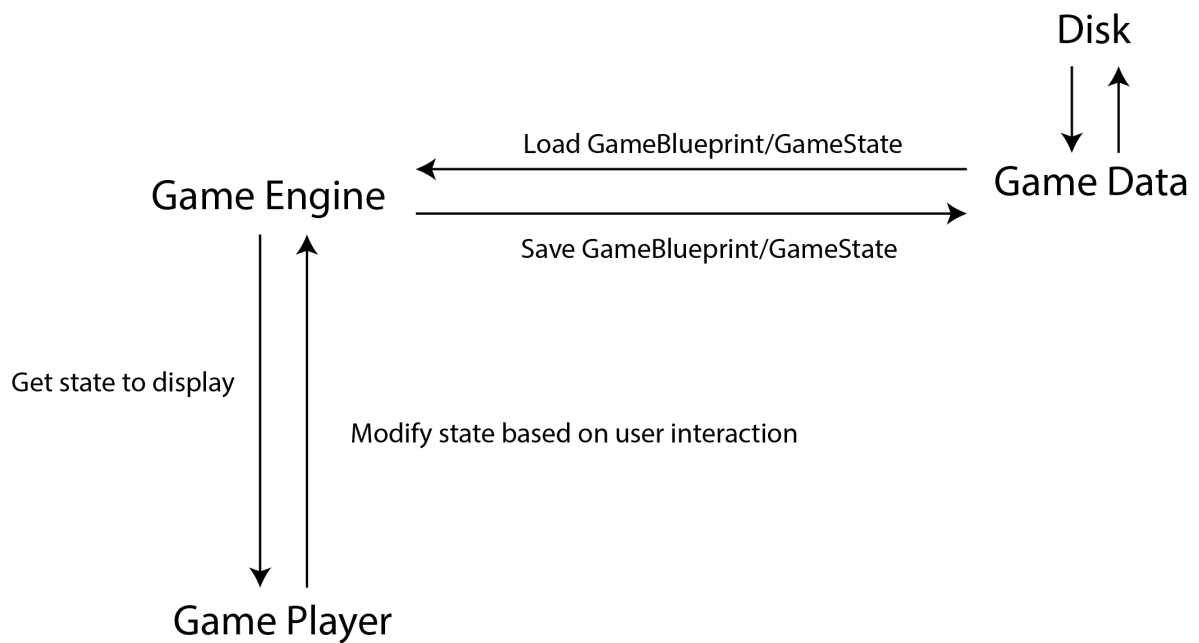 Disk
Load GameBlueprint/GameState
Game Data
Game Engine
Save GameBlueprint/GameState
Get state to display
Modify state based on user interaction
Game Player